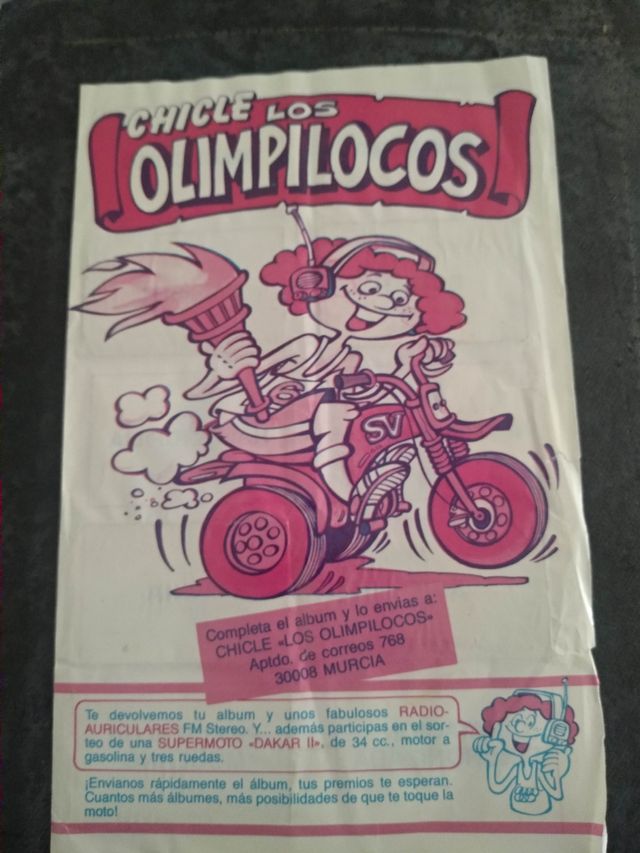 CHICLE LOS
OLIMPILOCOS
SV
Completa el album y lo envias a:
CHICLE «LOS OLIMPILOCOS»
Aptdo. de correos 768
30008 MURCIA
Te devolvemos tu album y unos fabulosos RADIO-
AURICULARES FM Stereo. Y... además participas en el sor-
teo de una SUPERMOTO «DAKAR II», de 34 cc., motor a
gasolina y tres ruedas.
¡Envianos rápidamente el álbum, tus premios te esperan.
Cuantos más álbumes, más posibilidades de que te toque la
moto!